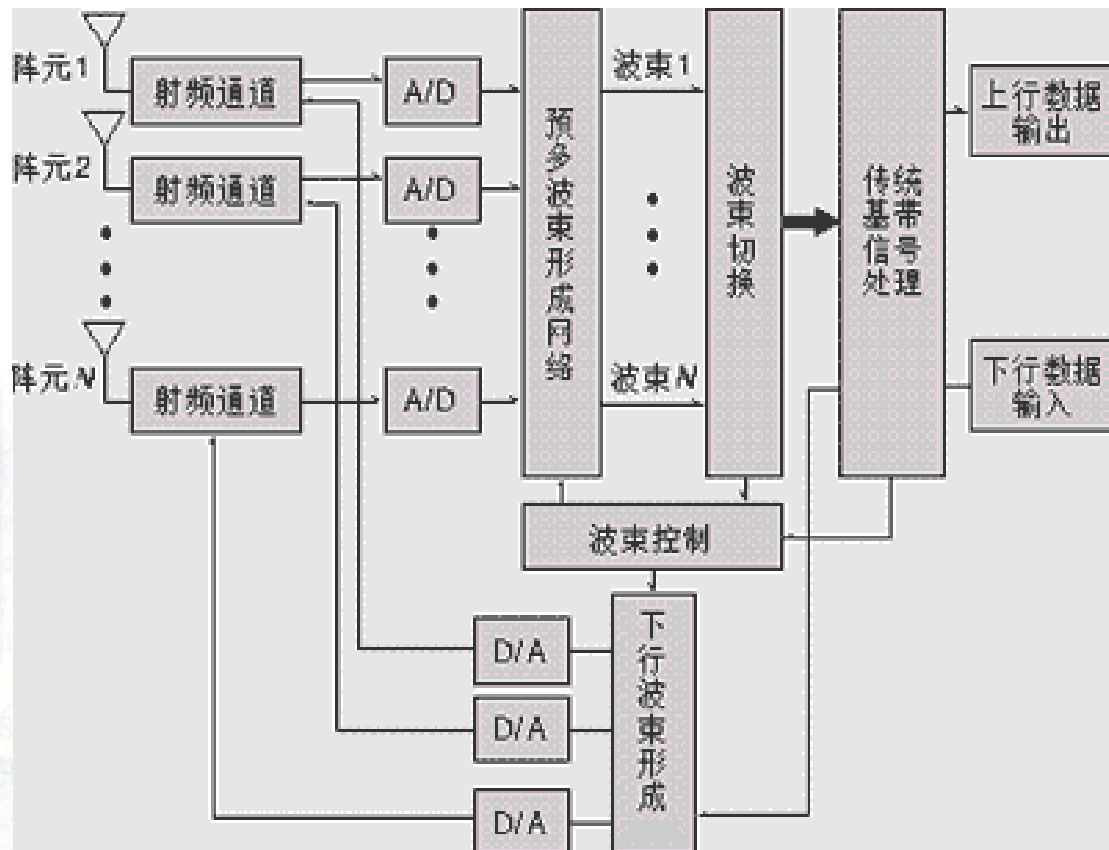 阵元1
射频通道
A/D
预多波束形成网络
波束1
波束切换
传统
基带
信号
处理
上行数据
输出
阵元2
射频通道
A/D
阵元N
射频通道
A/D
波束N
下行数据
输入
波束控制
下行波束形成
D/A
D/A
D/A